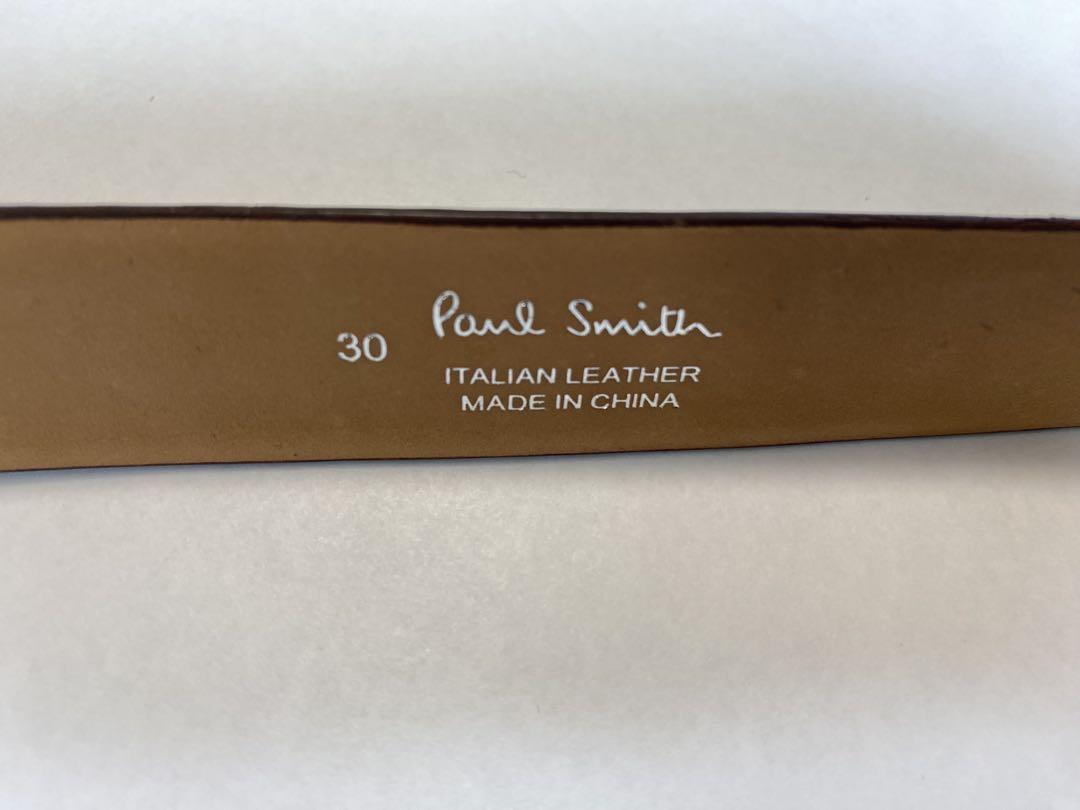 30 Paul Smith
ITALIAN LEATHER
MADE IN CHINA